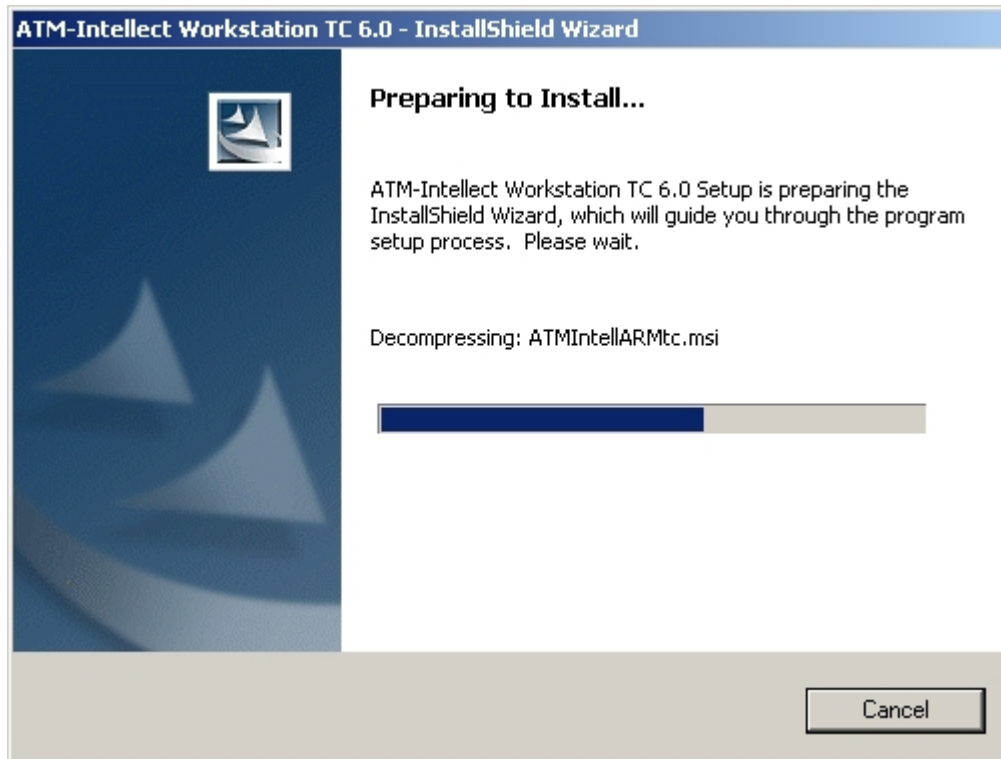 ATM-Intellect Workstation TC 6.0 - InstallShield Wizard
Preparing to Install...
ATM-Intellect Workstation TC 6.0 Setup is preparing the
InstallShield Wizard, which will guide you through the program
setup process.  Please wait.
Decompressing: ATMIntellARMtc.msi
Cancel